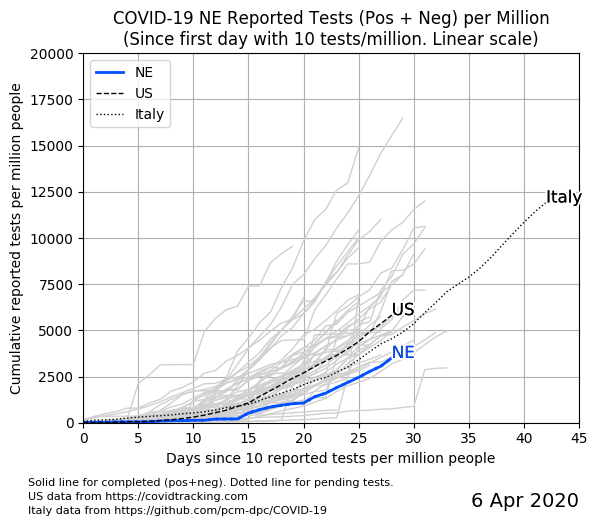 COVID-19 NE Reported Tests (Pos + Neg) per Million
(Since first day with 10 tests/million. Linear scale)
Cumulative reported tests per million people
20000
17500
15000
12500
10000
7500
5000
2500
0
NE
US
Italy
Italy
US
NE
0 5 10 15 20 25 30 35 40 45
Days since 10 reported tests per million people
Solid line for completed (pos+neg). Dotted line for pending tests.
US data from https://covidtracking.com
Italy data from https://github.com/pcm-dpc/COVID-19
6 Apr 2020